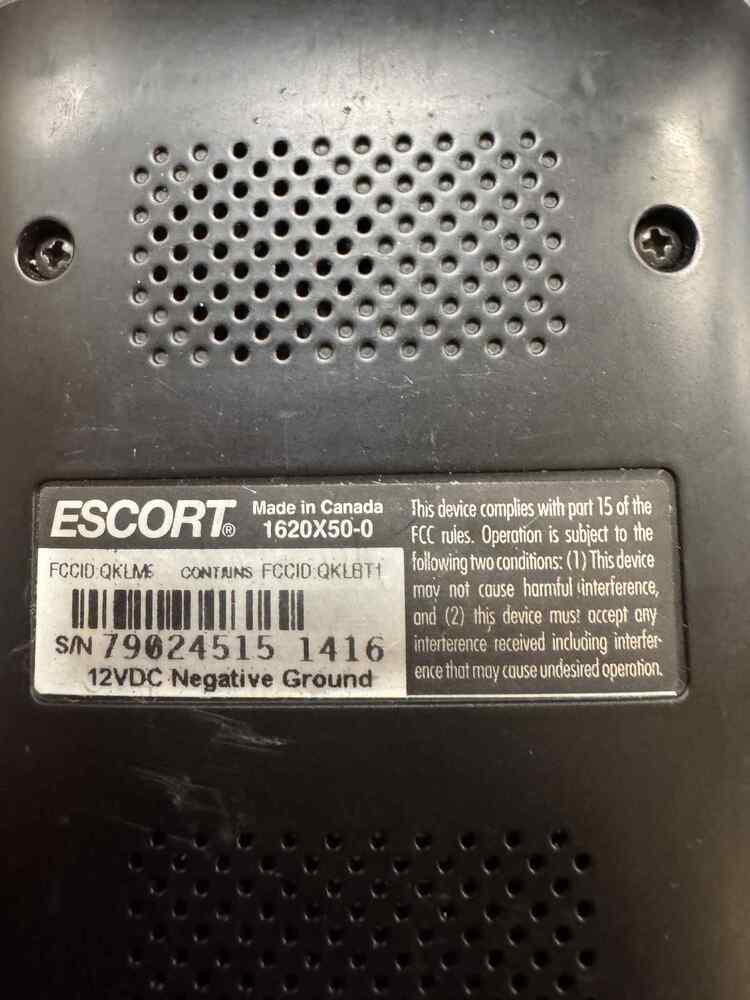 ESCORT®
Made in Canada
1620X50-0
FCCID:QKLM6 CONTAINS FCCID:QKLBT1
S/N 79024515 1416
12VDC Negative Ground
This device complies with part 15 of the
FCC rules. Operation is subject to the
following two conditions: (1) This device
may not cause harmful interference,
and (2) this device must accept any
interference received including interfer-
ence that may cause undesired operation.